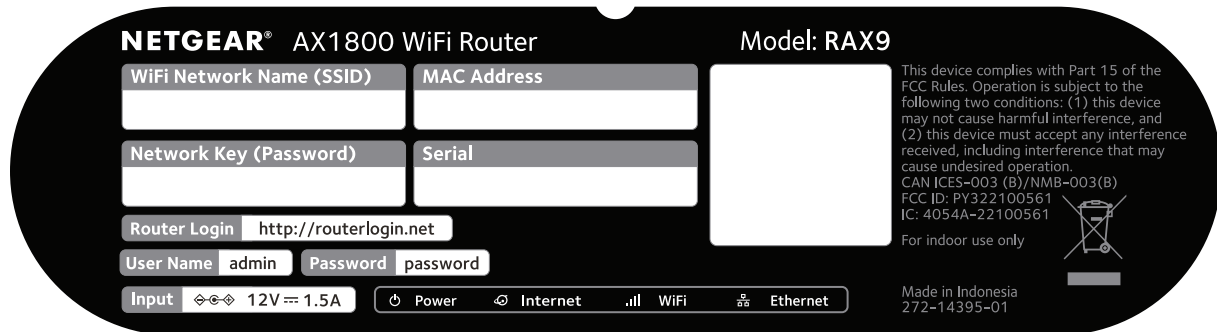 NETGEAR® AX1800 WiFi Router
Model: RAX9
WiFi Network Name (SSID)
MAC Address
Network Key (Password)
Serial
Router Login http://routerlogin.net
User Name admin Password password
Input 12V⎓1.5A
Power Internet WiFi Ethernet
This device complies with Part 15 of the
FCC Rules. Operation is subject to the
following two conditions: (1) this device
may not cause harmful interference, and
(2) this device must accept any interference
received, including interference that may
cause undesired operation.
CAN ICES-003 (B)/NMB-003(B)
FCC ID: PY322100561
IC: 4054A-22100561
For indoor use only
Made in Indonesia
272-14395-01